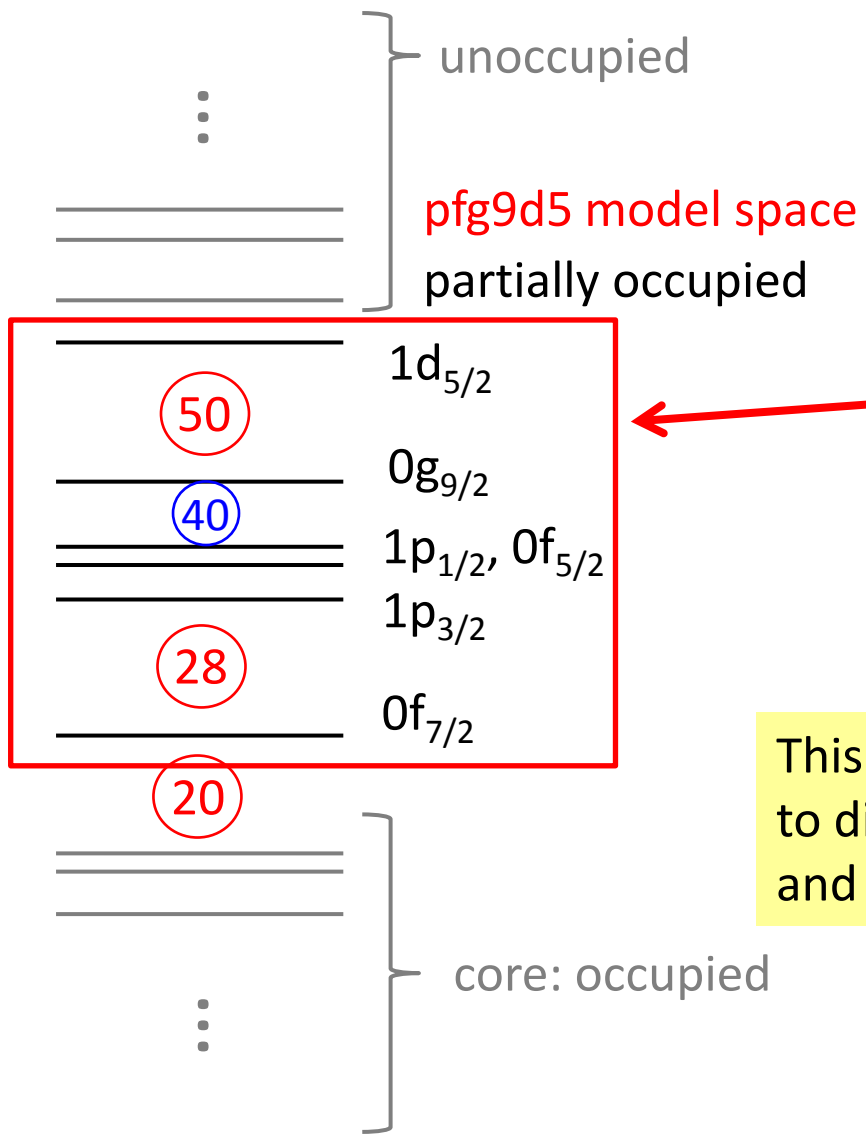 unoccupied
pfg9d5 model space
partially occupied
1d5/2
50
0g9/2
40
1p1/2, 0f5/2
1p3/2
28
0f7/2
20
This
to di
and
core: occupied